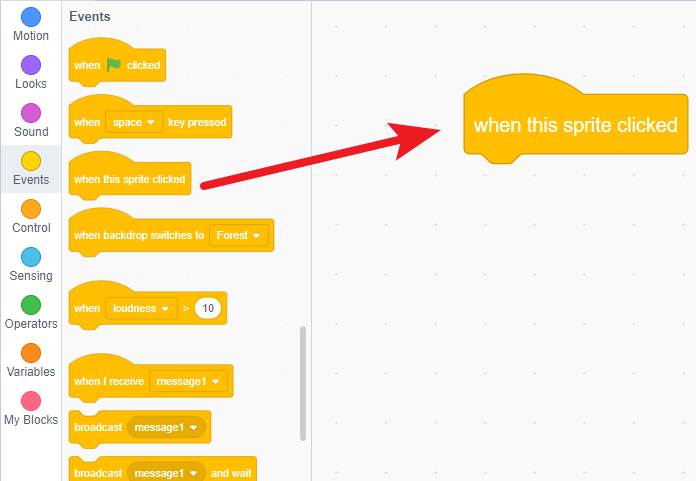 Motion
Looks
Sound
Events
Control
Sensing
Operators
Variables
My Blocks
Events
when clicked
when space key pressed
when this sprite clicked
when backdrop switches to Forest
when loudness > 10
when I receive message1
broadcast message1
broadcast message1 and wait
when this sprite clicked